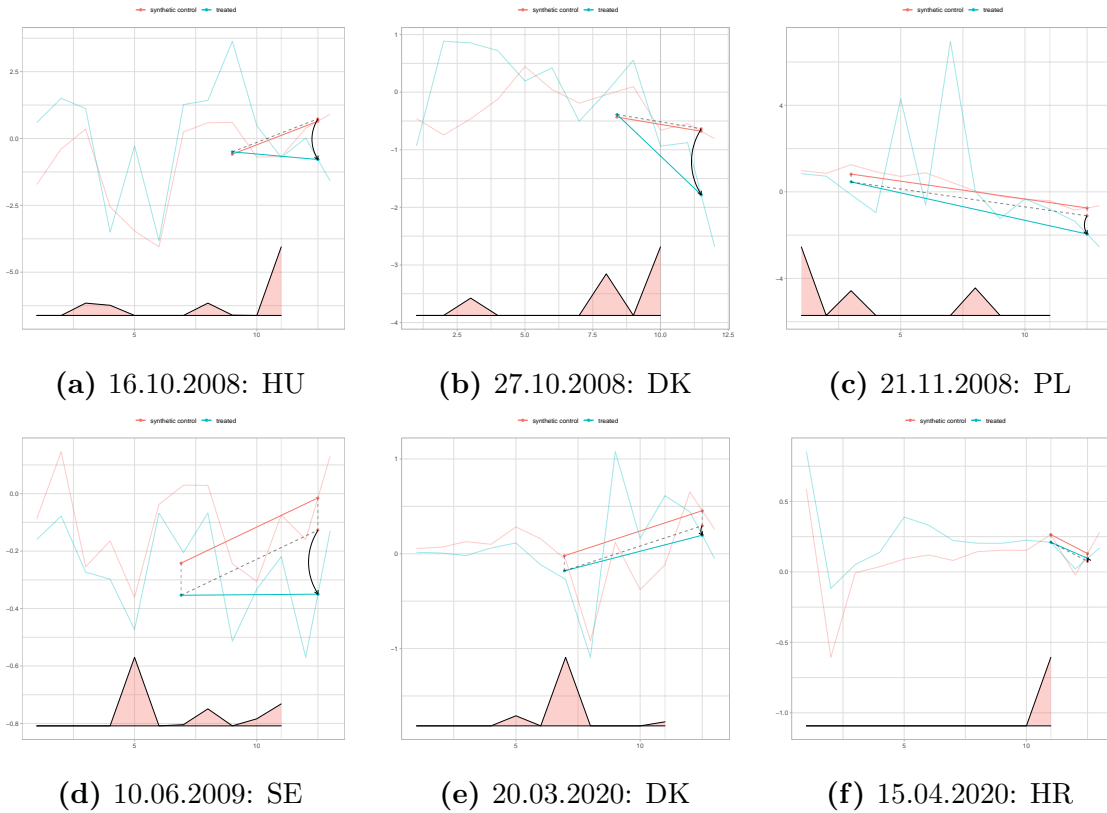 synthetic control treated
synthetic control treated
synthetic control treated
2.5
0.0
−2.5
−5.0
5 10
1
0
−1
−2
−3
−4
2.5 5.0 7.5 10.0 12.5
4
0
−4
5 10
(a) 16.10.2008: HU
(b) 27.10.2008: DK
(c) 21.11.2008: PL
synthetic control treated
synthetic control treated
synthetic control treated
0.0
−0.2
−0.4
−0.6
−0.8
5 10
1
0
−1
5 10
0.5
0.0
−0.5
−1.0
5 10
(d) 10.06.2009: SE
(e) 20.03.2020: DK
(f) 15.04.2020: HR